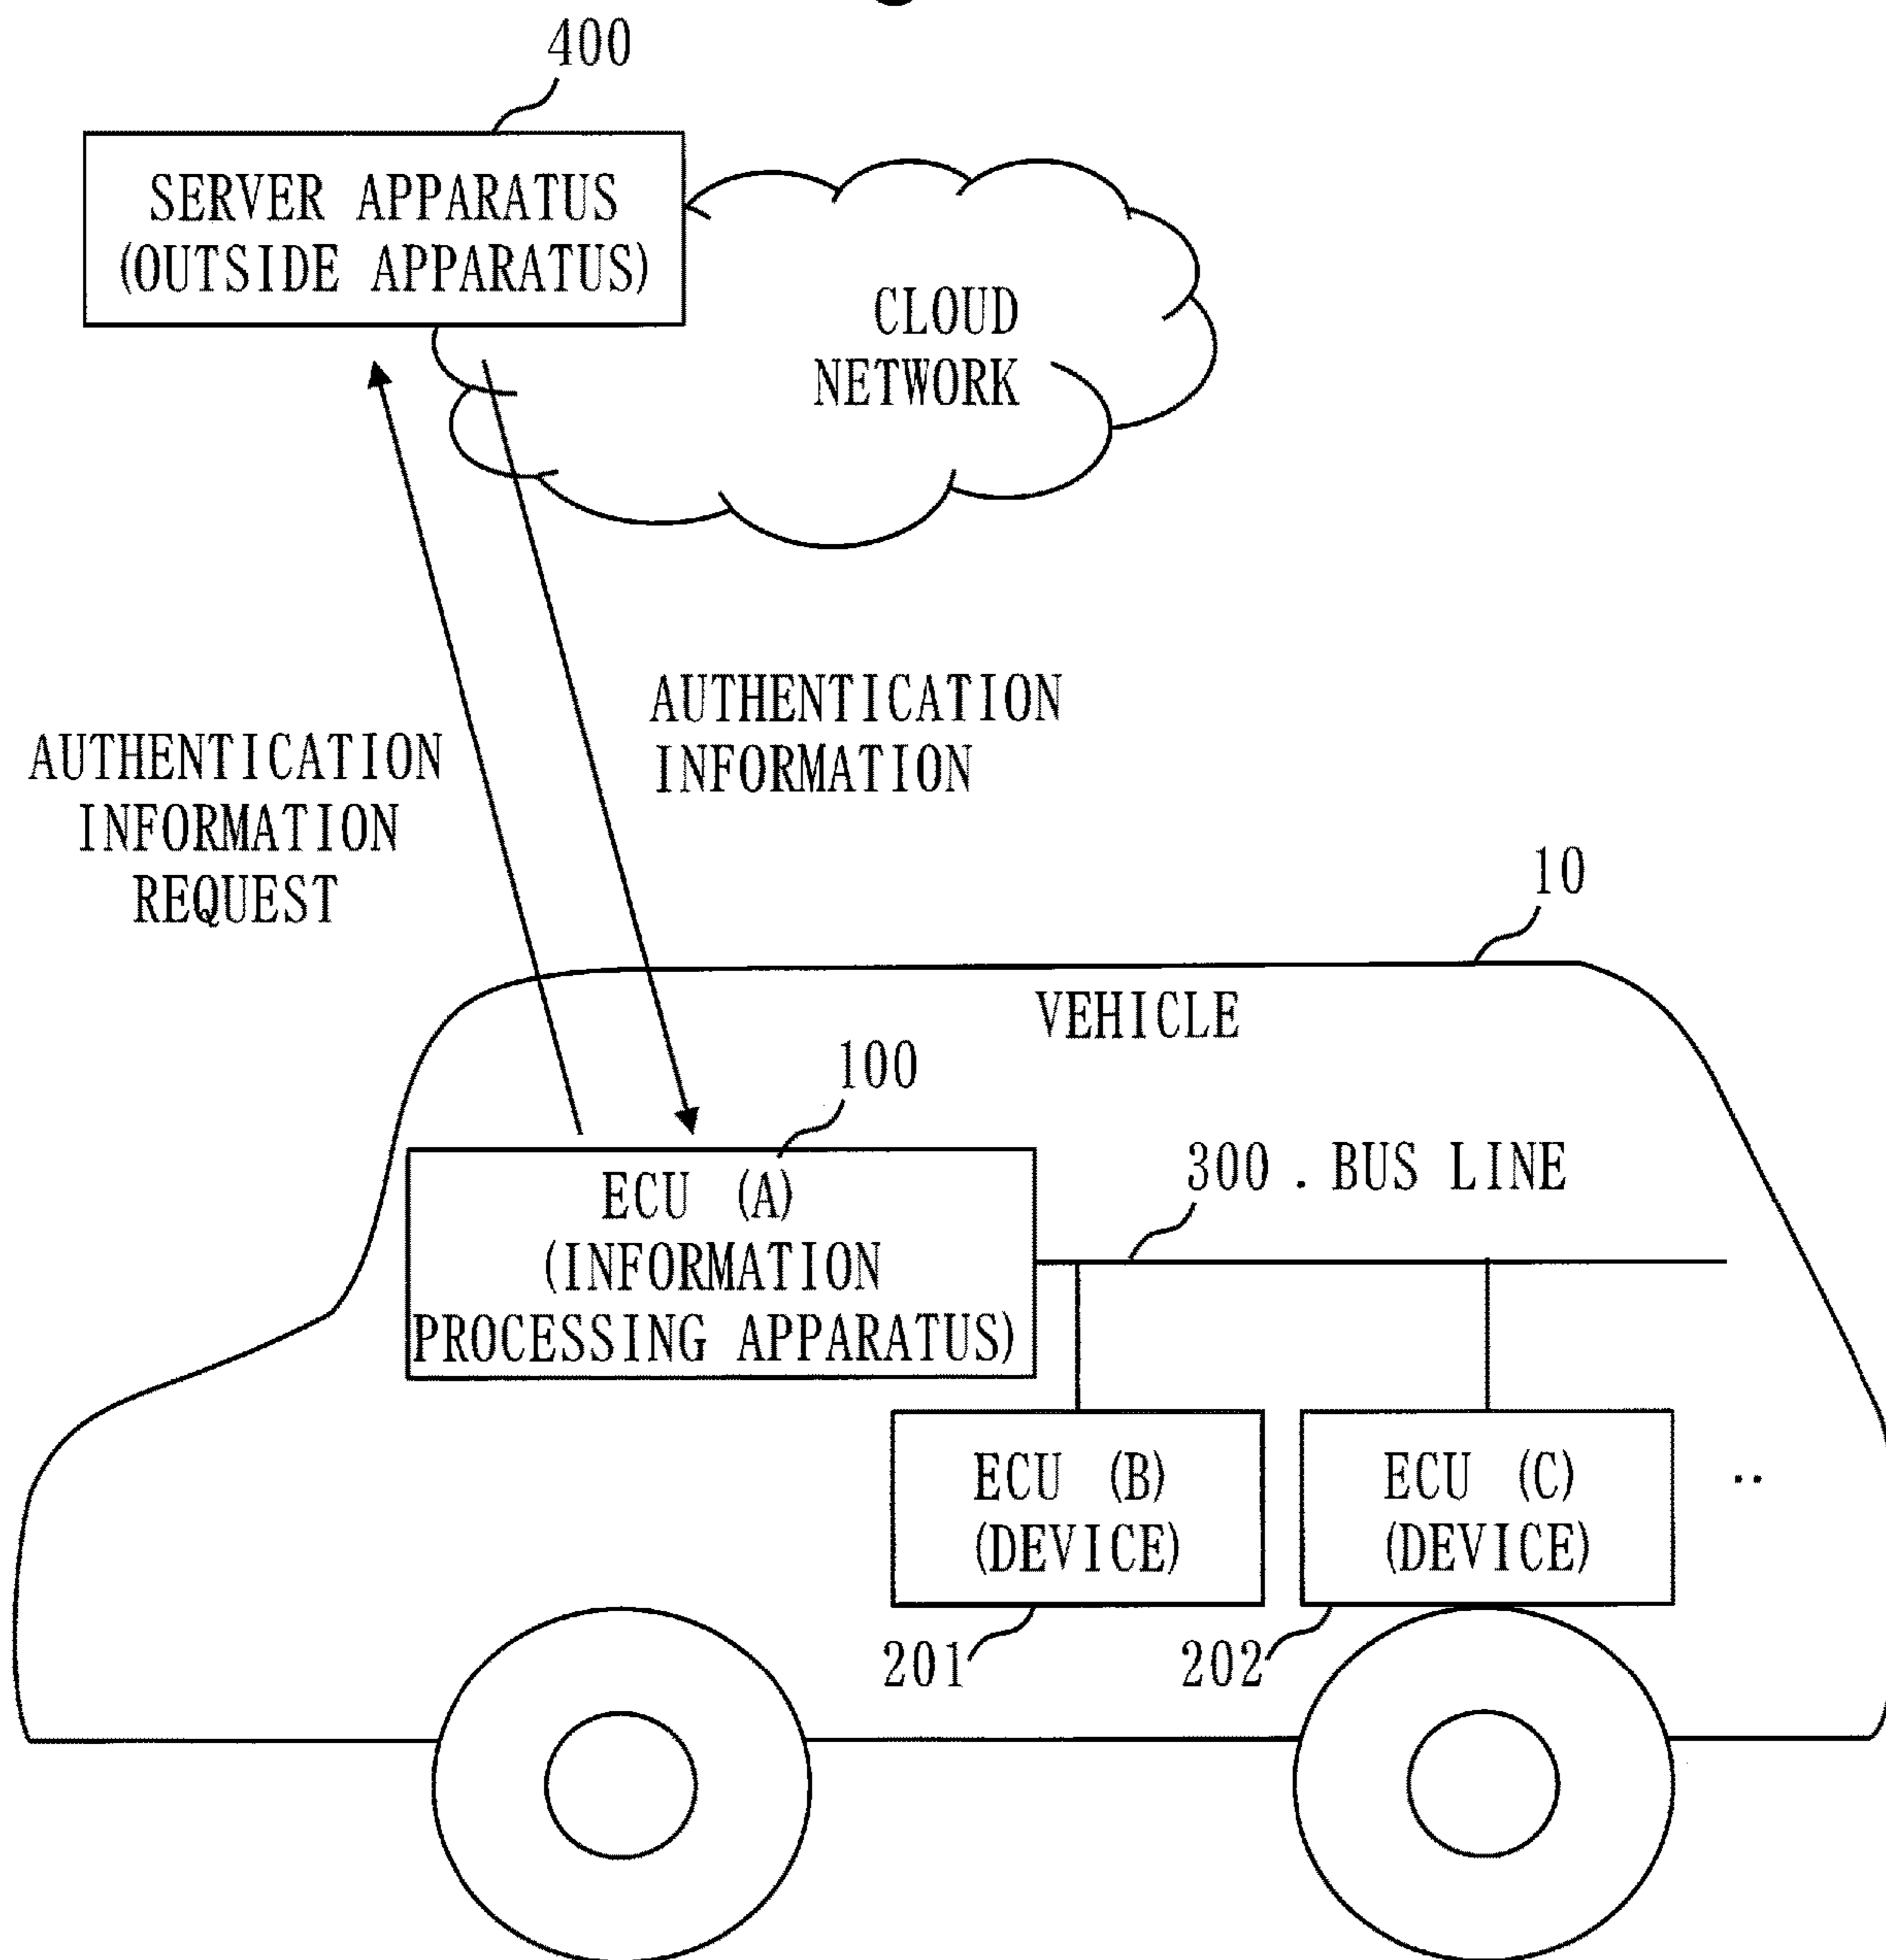 400
SERVER APPARATUS
(OUTSIDE APPARATUS)
CLOUD
NETWORK
AUTHENTICATION
INFORMATION
AUTHENTICATION
INFORMATION
REQUEST
10
VEHICLE
100
ECU (A)
(INFORMATION
PROCESSING APPARATUS)
300 . BUS LINE
ECU (B)
(DEVICE)
ECU (C)
(DEVICE)
..
201
202